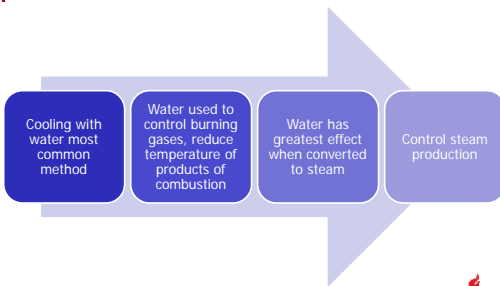 Cooling with
water most
common
method
Water used to
control burning
gases, reduce
temperature of
products of
combustion
Water has
greatest effect
when converted
to steam
Control steam
production